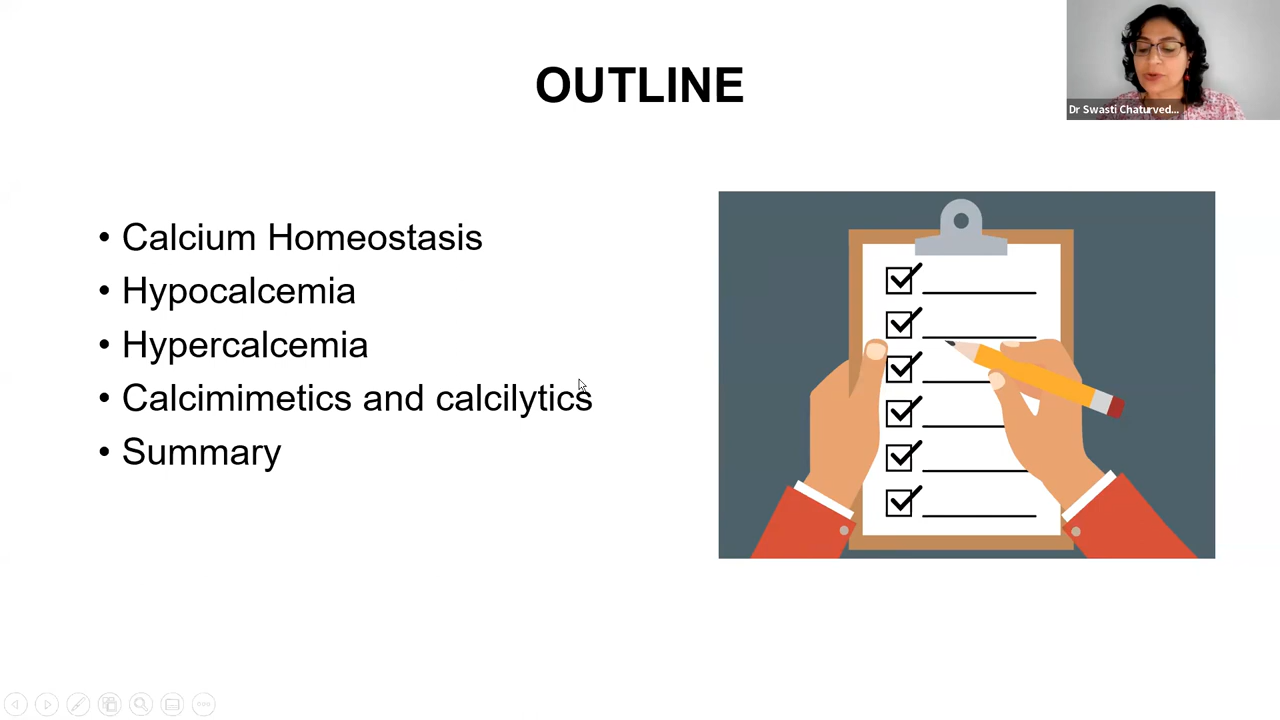 OUTLINE
Dr Swasti Chaturved...
• Calcium Homeostasis
• Hypocalcemia
• Hypercalcemia
• Calcimimetics and calcilytics
• Summary